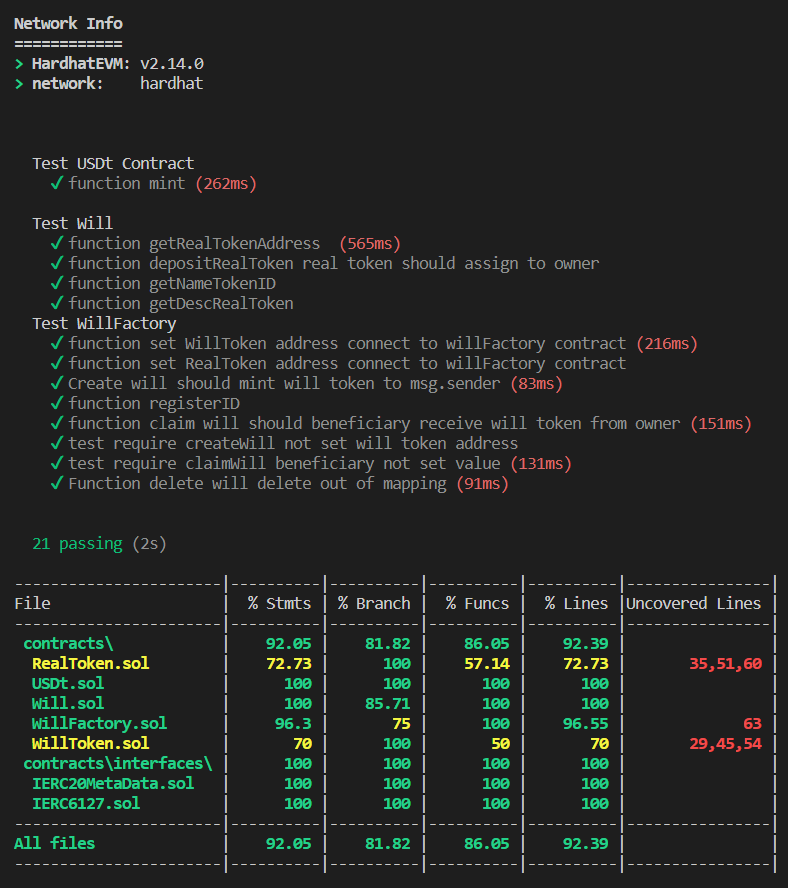 Network Info
============
> HardhatEVM: v2.14.0
> network:    hardhat
Test USDt Contract
✓ function mint (262ms)
Test Will
✓ function getRealTokenAddress  (565ms)
✓ function depositRealToken real token should assign to owner
✓ function getNameTokenID
✓ function getDescRealToken
Test WillFactory
✓ function set WillToken address connect to willFactory contract (216ms)
✓ function set RealToken address connect to willFactory contract
✓ Create will should mint will token to msg.sender (83ms)
✓ function registerID
✓ function claim will should beneficiary receive will token from owner (151ms)
✓ test require createWill not set will token address
✓ test require claimWill beneficiary not set value (131ms)
✓ Function delete will delete out of mapping (91ms)
21 passing (2s)
-----------------------|----------|----------|----------|----------|----------------|
File                   |  % Stmts | % Branch |  % Funcs |  % Lines |Uncovered Lines |
-----------------------|----------|----------|----------|----------|----------------|
contracts\             |    92.05 |    81.82 |    86.05 |    92.39 |                |
RealToken.sol          |    72.73 |      100 |    57.14 |    72.73 |       35,51,60 |
USDt.sol               |      100 |      100 |      100 |      100 |                |
Will.sol               |      100 |    85.71 |      100 |      100 |                |
WillFactory.sol        |     96.3 |       75 |      100 |    96.55 |             63 |
WillToken.sol          |       70 |      100 |       50 |       70 |       29,45,54 |
contracts\interfaces\  |      100 |      100 |      100 |      100 |                |
IERC20MetaData.sol     |      100 |      100 |      100 |      100 |                |
IERC6127.sol           |      100 |      100 |      100 |      100 |                |
-----------------------|----------|----------|----------|----------|----------------|
All files              |    92.05 |    81.82 |    86.05 |    92.39 |                |
-----------------------|----------|----------|----------|----------|----------------|